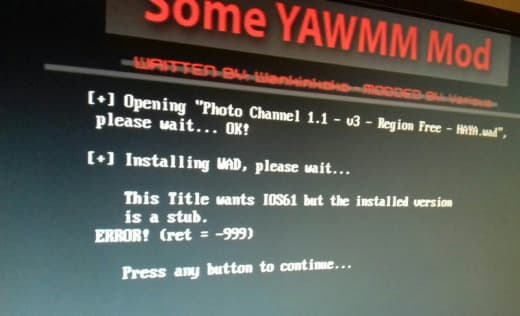 Some YAWMM Mod
WRITTEN BY: Waninkoko - MODDED BY: Various
[+] Opening "Photo Channel 1.1 - v3 - Region Free - HAYA.wad",
please wait... OK!
[+] Installing WAD, please wait...
This Title wants IOS61 but the installed version
is a stub.
ERROR! (ret = -999)
Press any button to continue...